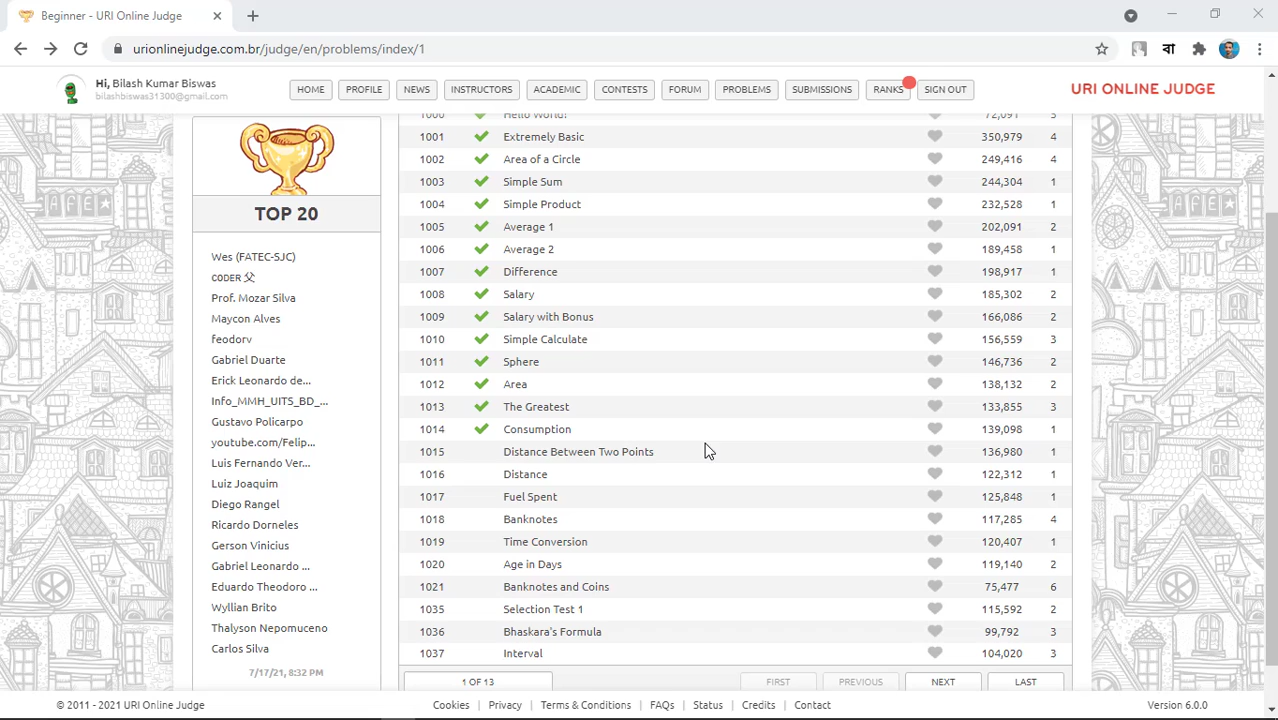 Beginner - URI Online Judge
urionlinejudge.com.br/judge/en/problems/index/1
বা
Hi, Bilash Kumar Biswas
bilashbiswas31300@gmail.com
HOME PROFILE NEWS INSTRUCTORS ACADEMIC CONTESTS FORUM PROBLEMS SUBMISSIONS RANKS SIGN OUT
URI ONLINE JUDGE
TOP 20
Wes (FATEC-SJC)
CODER 父
Prof. Mozar Silva
Maycon Alves
feodorv
Gabriel Duarte
Erick Leonardo de...
Info_MMH_UITS_BD_...
Gustavo Policarpo
youtube.com/Felip...
Luis Fernando Ver...
Luiz Joaquim
Diego Rangel
Ricardo Dorneles
Gerson Vinicius
Gabriel Leonardo ...
Eduardo Theodoro ...
Wyllian Brito
Thalyson Nepomuceno
Carlos Silva
7/17/21, 8:32 PM
1000 Hello World! 72,091 5
1001 Extremely Basic 350,979 4
1002 Area of a Circle 249,416 4
1003 Simple Sum 244,304 1
1004 Simple Product 232,528 1
1005 Average 1 202,091 2
1006 Average 2 189,458 1
1007 Difference 198,917 1
1008 Salary 185,302 2
1009 Salary with Bonus 166,086 2
1010 Simple Calculate 156,559 3
1011 Sphere 146,736 2
1012 Area 138,132 2
1013 The Greatest 133,855 3
1014 Consumption 139,098 1
1015 Distance Between Two Points 136,980 1
1016 Distance 122,312 1
1017 Fuel Spent 125,848 1
1018 Banknotes 117,285 4
1019 Time Conversion 120,407 1
1020 Age in Days 119,140 2
1021 Banknotes and Coins 75,477 6
1035 Selection Test 1 115,592 2
1036 Bhaskara's Formula 99,792 3
1037 Interval 104,020 3
1 OF 13 FIRST PREVIOUS NEXT LAST
AFE
AFE
© 2011 - 2021 URI Online Judge
Cookies Privacy Terms & Conditions FAQs Status Credits Contact
Version 6.0.0